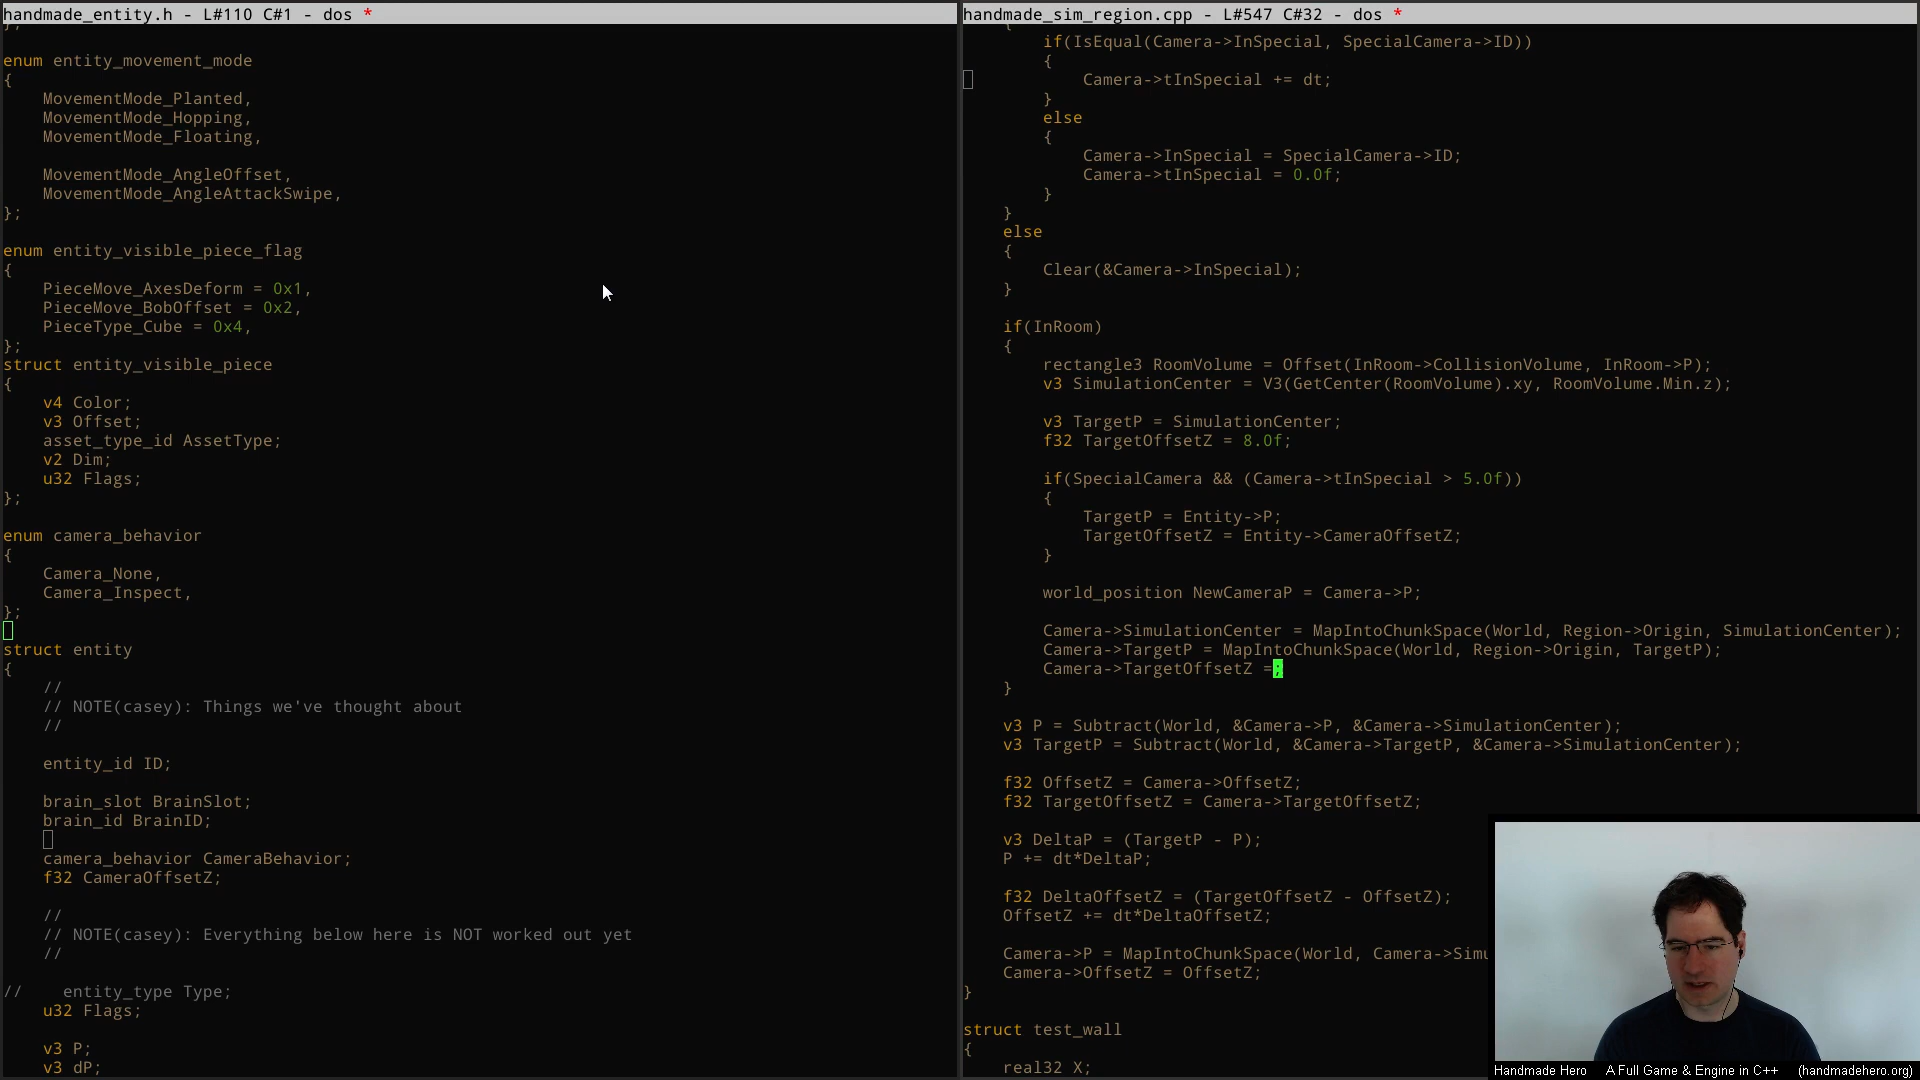 handmade_entity.h - L#110 C#1 - dos *
};
enum entity_movement_mode
{
    MovementMode_Planted,
    MovementMode_Hopping,
    MovementMode_Floating,
    MovementMode_AngleOffset,
    MovementMode_AngleAttackSwipe,
};
enum entity_visible_piece_flag
{
    PieceMove_AxesDeform = 0x1,
    PieceMove_BobOffset = 0x2,
    PieceType_Cube = 0x4,
};
struct entity_visible_piece
{
    v4 Color;
    v3 Offset;
    asset_type_id AssetType;
    v2 Dim;
    u32 Flags;
};
enum camera_behavior
{
    Camera_None,
    Camera_Inspect,
};
struct entity
{
    //
    // NOTE(casey): Things we've thought about
    //
    entity_id ID;
    brain_slot BrainSlot;
    brain_id BrainID;
    camera_behavior CameraBehavior;
    f32 CameraOffsetZ;
    //
    // NOTE(casey): Everything below here is NOT worked out yet
    //
//    entity_type Type;
    u32 Flags;
    v3 P;
    v3 dP;
handmade_sim_region.cpp - L#547 C#32 - dos *
    {
        if(IsEqual(Camera->InSpecial, SpecialCamera->ID))
        {
            Camera->tInSpecial += dt;
        }
        else
        {
            Camera->InSpecial = SpecialCamera->ID;
            Camera->tInSpecial = 0.0f;
        }
    }
    else
    {
        Clear(&Camera->InSpecial);
    }
    if(InRoom)
    {
        rectangle3 RoomVolume = Offset(InRoom->CollisionVolume, InRoom->P);
        v3 SimulationCenter = V3(GetCenter(RoomVolume).xy, RoomVolume.Min.z);
        v3 TargetP = SimulationCenter;
        f32 TargetOffsetZ = 8.0f;
        if(SpecialCamera && (Camera->tInSpecial > 5.0f))
        {
            TargetP = Entity->P;
            TargetOffsetZ = Entity->CameraOffsetZ;
        }
        world_position NewCameraP = Camera->P;
        Camera->SimulationCenter = MapIntoChunkSpace(World, Region->Origin, SimulationCenter);
        Camera->TargetP = MapIntoChunkSpace(World, Region->Origin, TargetP);
        Camera->TargetOffsetZ =;
    }
    v3 P = Subtract(World, &Camera->P, &Camera->SimulationCenter);
    v3 TargetP = Subtract(World, &Camera->TargetP, &Camera->SimulationCenter);
    f32 OffsetZ = Camera->OffsetZ;
    f32 TargetOffsetZ = Camera->TargetOffsetZ;
    v3 DeltaP = (TargetP - P);
    P += dt*DeltaP;
    f32 DeltaOffsetZ = (TargetOffsetZ - OffsetZ);
    OffsetZ += dt*DeltaOffsetZ;
    Camera->P = MapIntoChunkSpace(World, Camera->Simu
    Camera->OffsetZ = OffsetZ;
}
struct test_wall
{
    real32 X;
Handmade Hero    A Full Game & Engine in C++    (handmadehero.org)